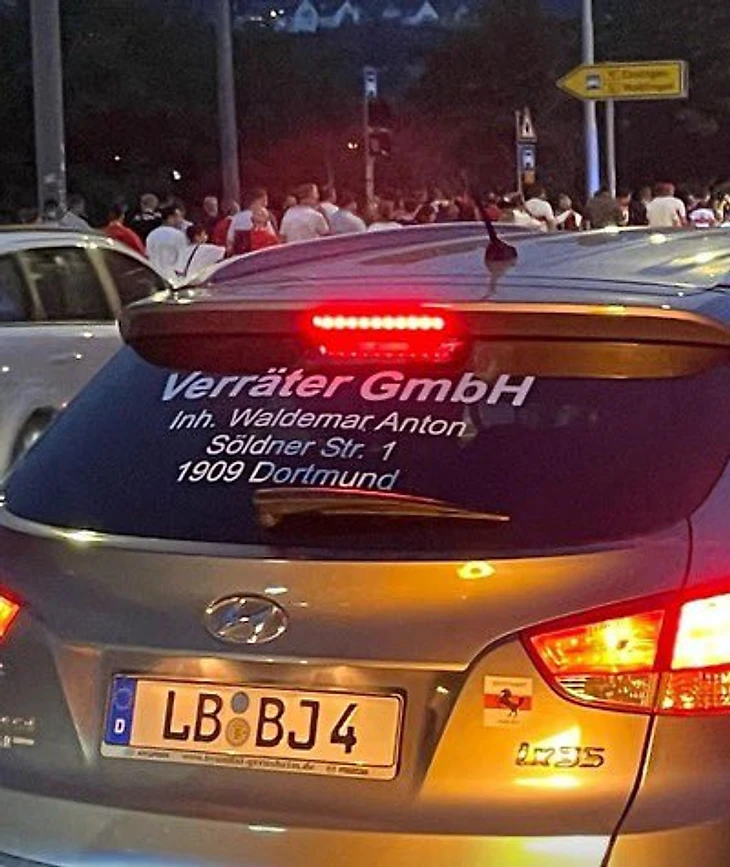 Verräter GmbH
Inh. Waldemar Anton
Söldner Str. 1
1909 Dortmund
D
LB BJ 4
ix35